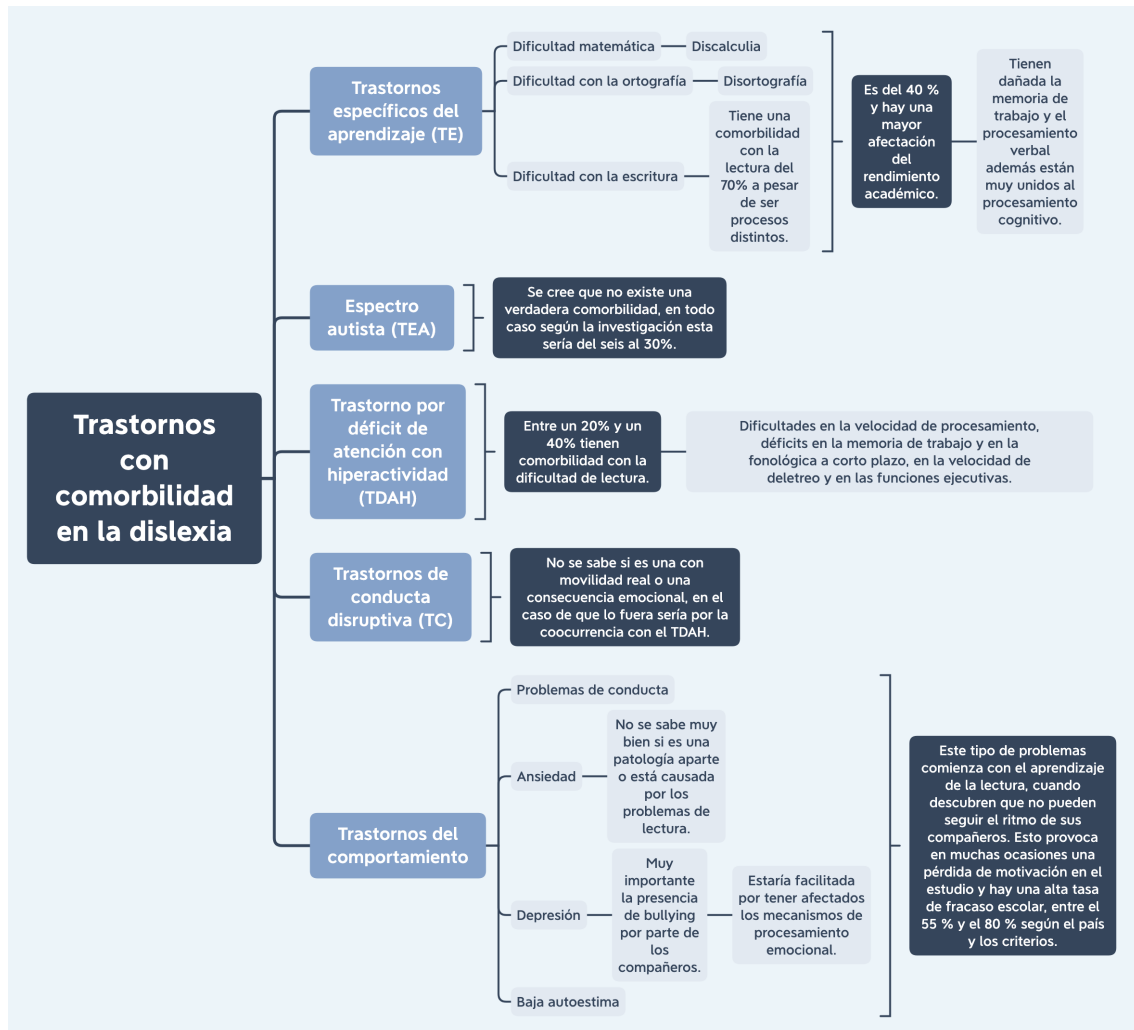 Trastornos
con
comorbilidad
en la dislexia
Trastornos
específicos del
aprendizaje (TE)
Dificultad matemática
Discalculia
Dificultad con la ortografía
Disortografía
Dificultad con la escritura
Tiene una
comorbilidad
con la
lectura del
70% a pesar
de ser
procesos
distintos.
Es del 40 %
y hay una
mayor
afectación
del
rendimiento
académico.
Tienen
dañada la
memoria de
trabajo y el
procesamiento
verbal
además están
muy unidos al
procesamiento
cognitivo.
Espectro
autista (TEA)
Se cree que no existe una
verdadera comorbilidad, en todo
caso según la investigación esta
sería del seis al 30%.
Trastorno por
déficit de
atención con
hiperactividad
(TDAH)
Entre un 20% y un
40% tienen
comorbilidad con la
dificultad de lectura.
Dificultades en la velocidad de procesamiento,
déficits en la memoria de trabajo y en la
fonológica a corto plazo, en la velocidad de
deletreo y en las funciones ejecutivas.
Trastornos de
conducta
disruptiva (TC)
No se sabe si es una con
movilidad real o una
consecuencia emocional, en el
caso de que lo fuera sería por la
coocurrencia con el TDAH.
Trastornos del
comportamiento
Problemas de conducta
Ansiedad
No se sabe muy
bien si es una
patología aparte
o está causada
por los
problemas de
lectura.
Depresión
Muy
importante
la presencia
de bullying
por parte de
los
compañeros.
Estaría facilitada
por tener afectados
los mecanismos de
procesamiento
emocional.
Baja autoestima
Este tipo de problemas
comienza con el aprendizaje
de la lectura, cuando
descubren que no pueden
seguir el ritmo de sus
compañeros. Esto provoca
en muchas ocasiones una
pérdida de motivación en el
estudio y hay una alta tasa
de fracaso escolar, entre el
55 % y el 80 % según el país
y los criterios.